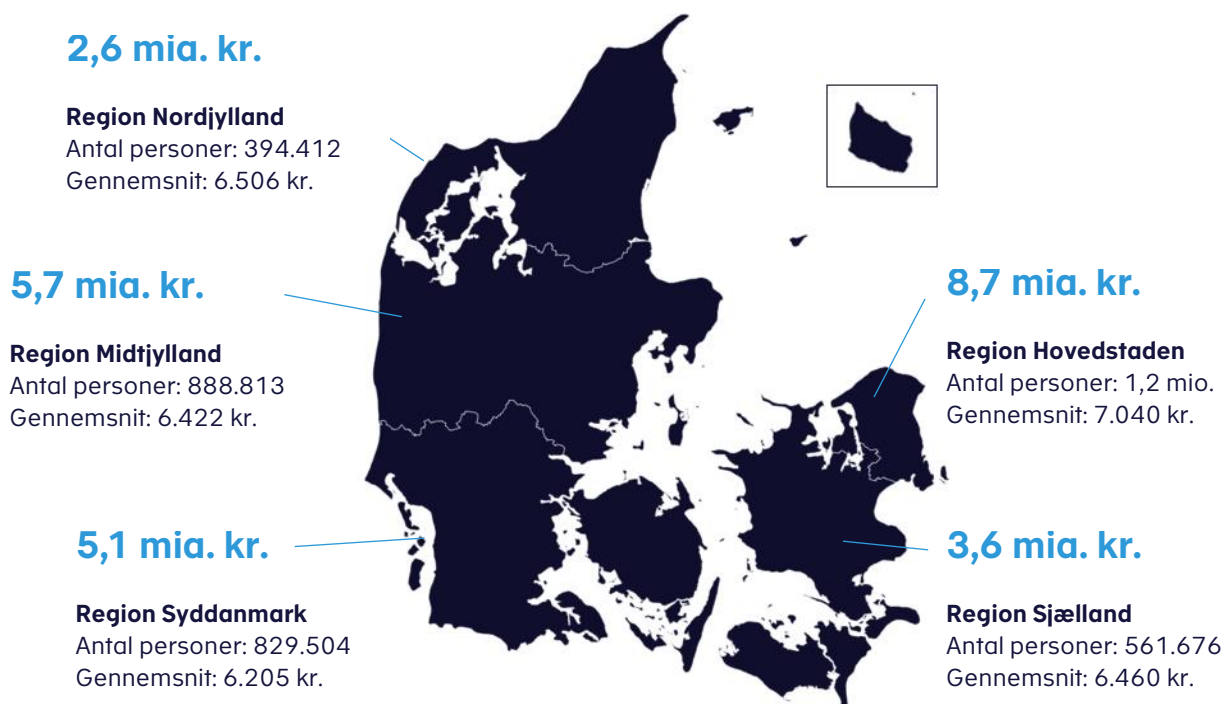 2,6 mia. kr.
Region Nordjylland
Antal personer: 394.412
Gennemsnit: 6.506 kr.
5,7 mia. kr.
Region Midtjylland
Antal personer: 888.813
Gennemsnit: 6.422 kr.
8,7 mia. kr.
Region Hovedstaden
Antal personer: 1,2 mio.
Gennemsnit: 7.040 kr.
5,1 mia. kr.
Region Syddanmark
Antal personer: 829.504
Gennemsnit: 6.205 kr.
3,6 mia. kr.
Region Sjælland
Antal personer: 561.676
Gennemsnit: 6.460 kr.